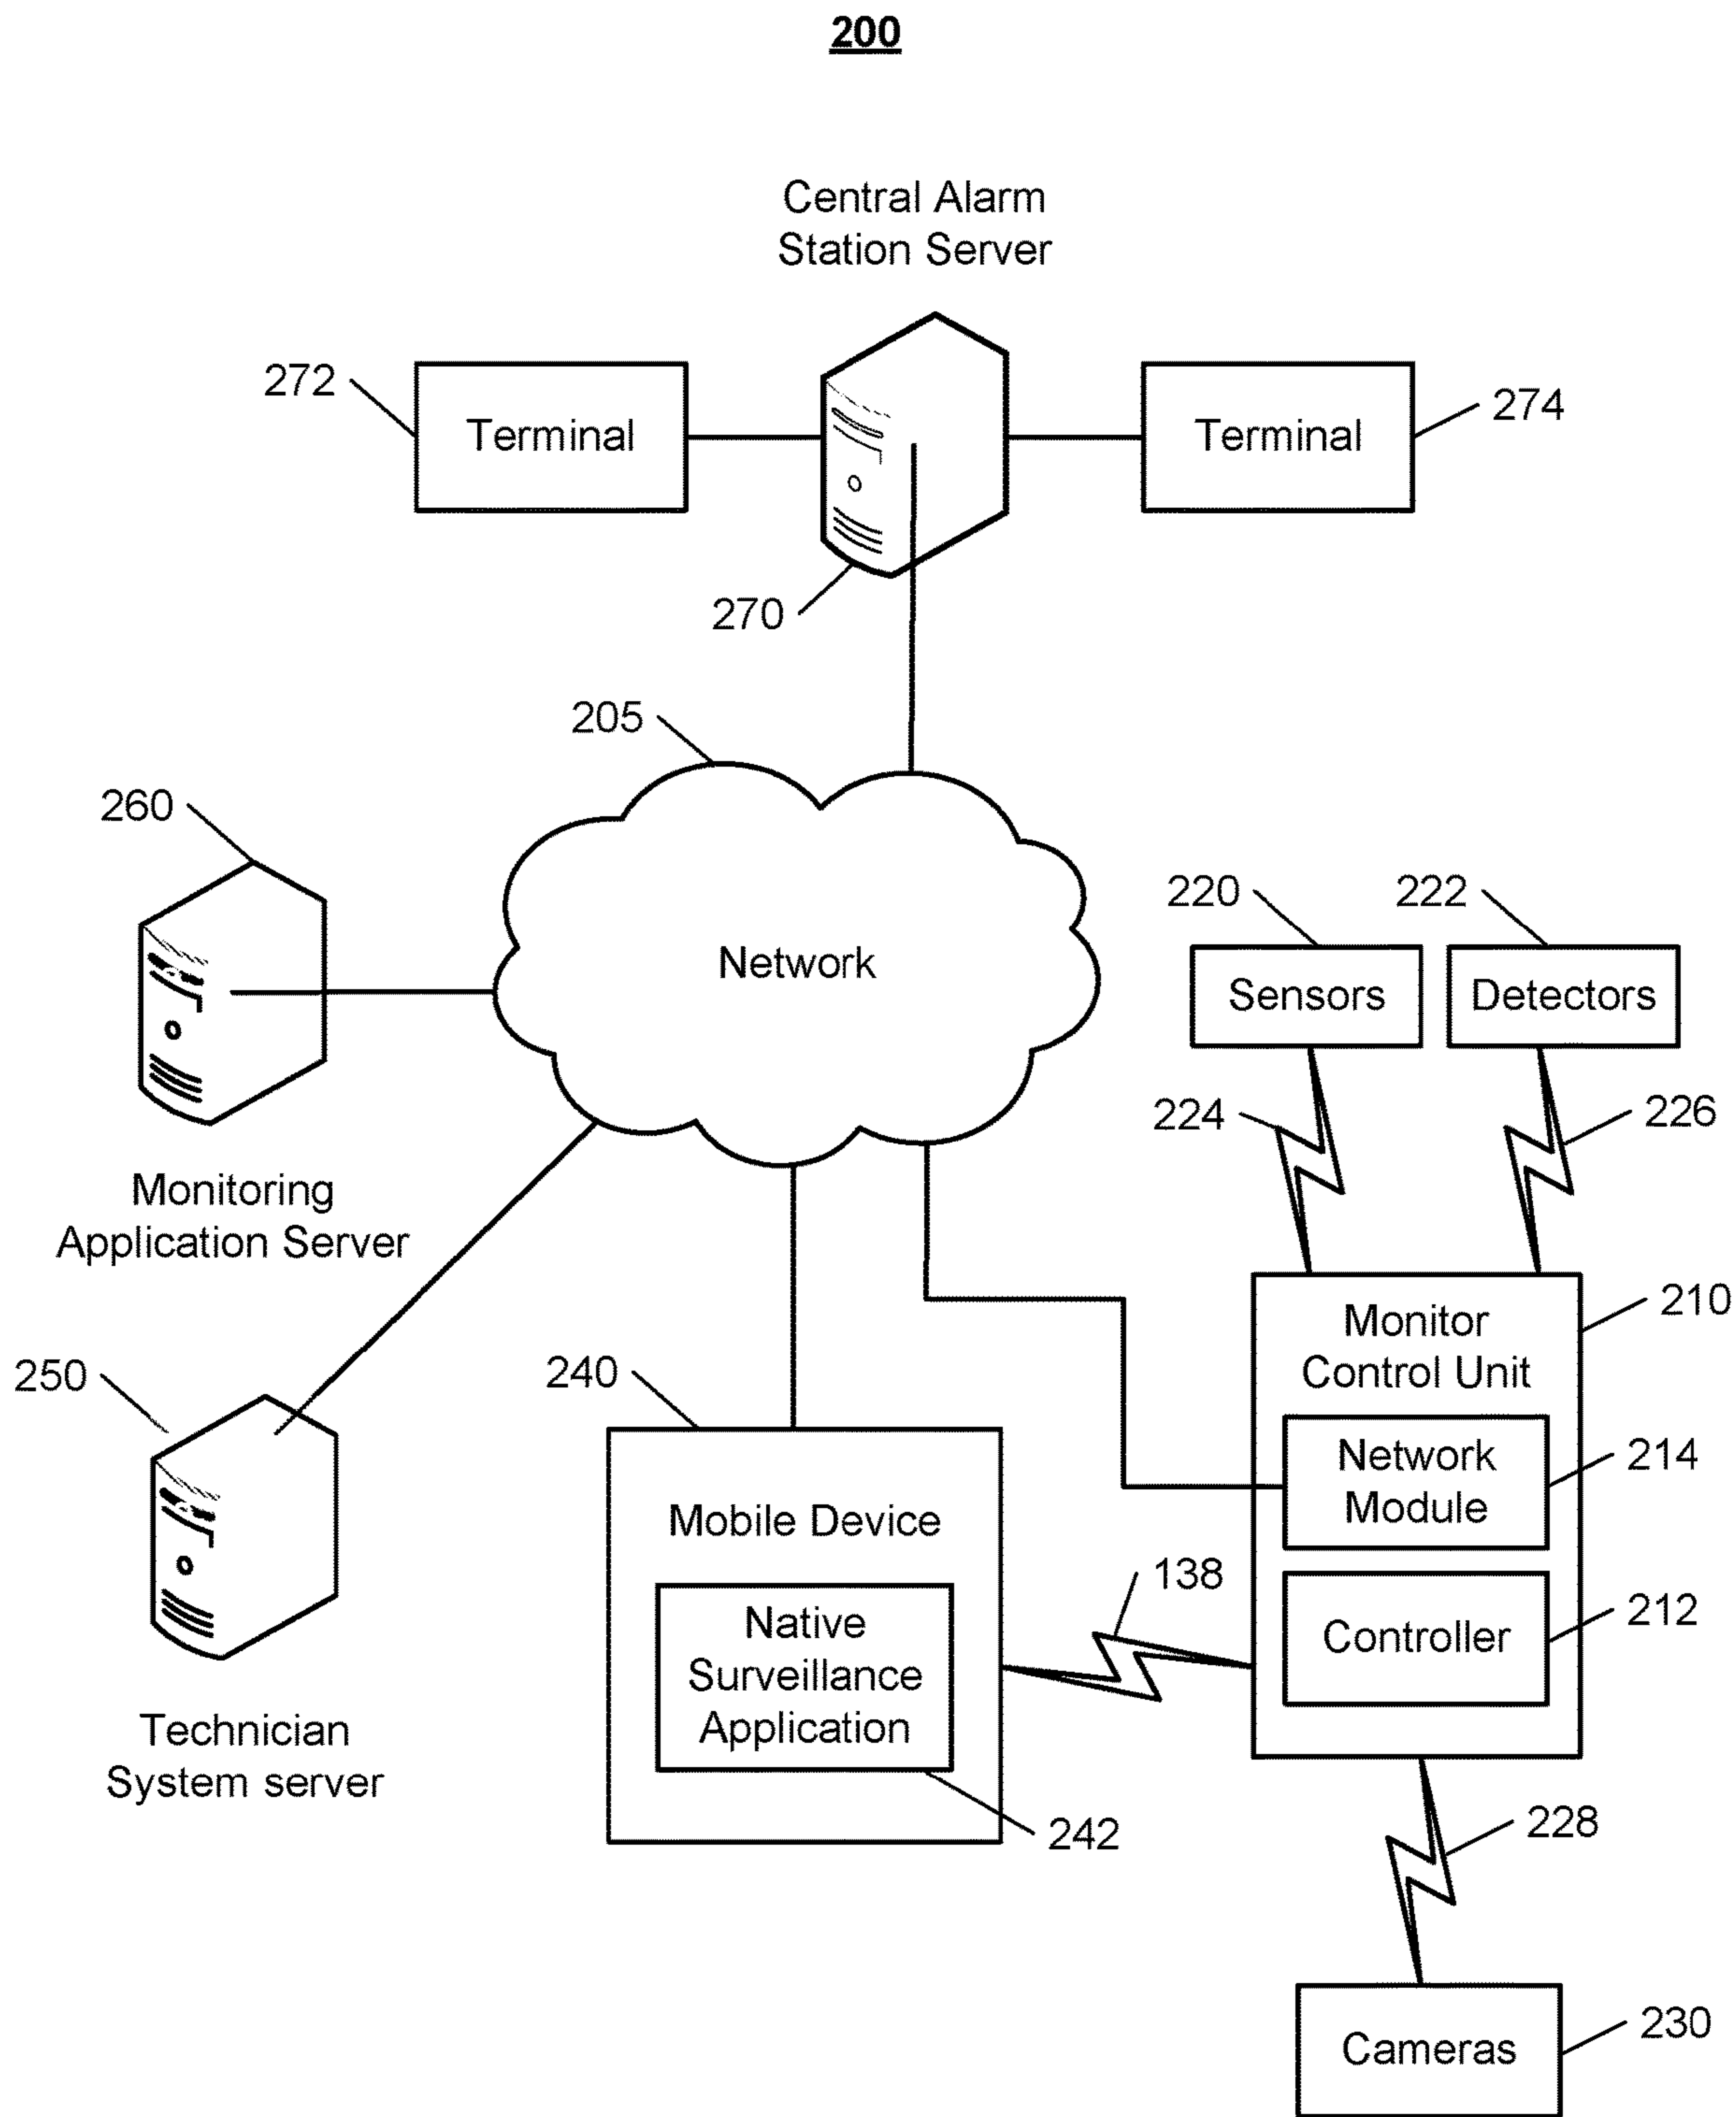 200
Central Alarm
Station Server
272
Terminal
Terminal
274
270
205
260
Network
220
222
Sensors
Detectors
224
226
Monitoring
Application Server
210
Monitor
Control Unit
250
240
Network
Module
214
Mobile Device
138
Native
Surveillance
Application
Controller
212
Technician
System server
242
228
Cameras
230